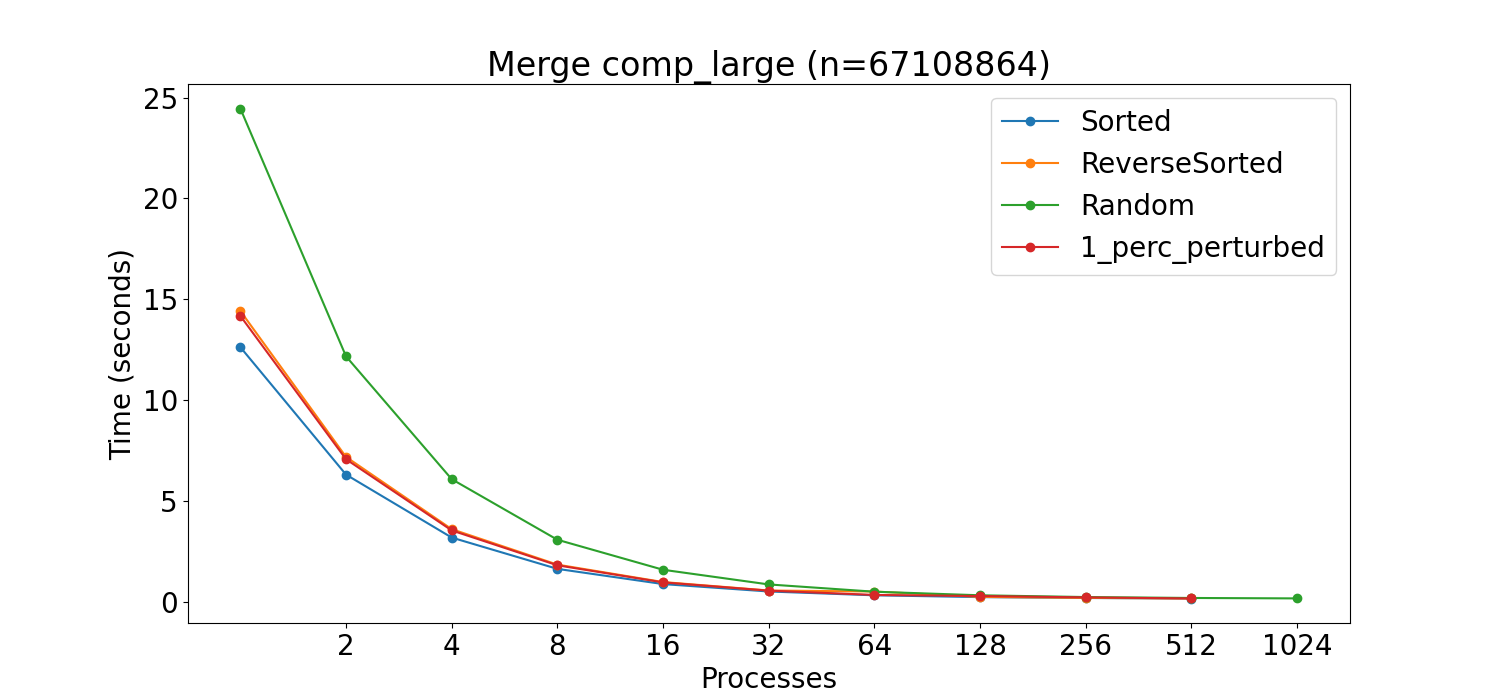 Merge comp_large (n=67108864)
Time (seconds)
25
20
15
10
5
0
Sorted
ReverseSorted
Random
1_perc_perturbed
2 4 8 16 32 64 128 256 512 1024
Processes